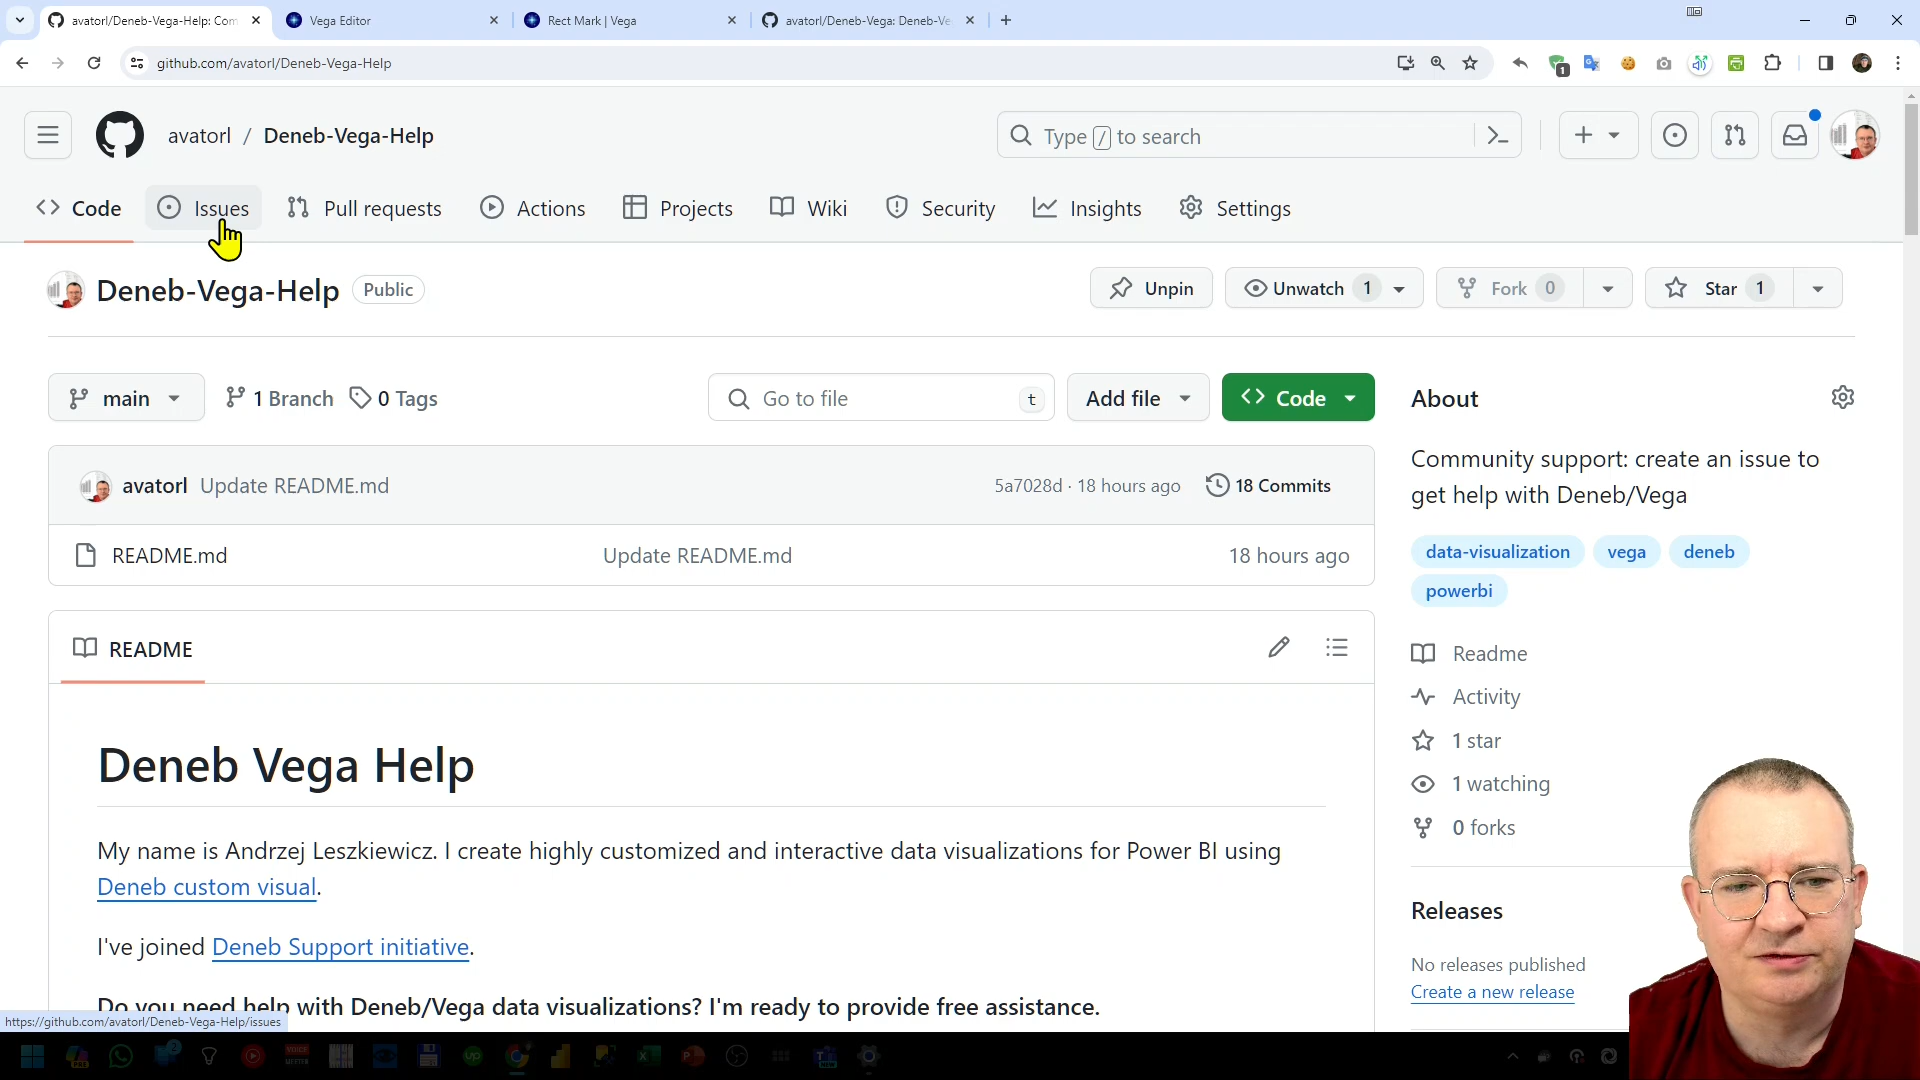 avatorl/Deneb-Vega-Help: Com
Vega Editor
Rect Mark | Vega
avatorl/Deneb-Vega: Deneb-Ve
github.com/avatorl/Deneb-Vega-Help
1
avatorl / Deneb-Vega-Help
Type / to search
Code
Issues
Pull requests
Actions
Projects
Wiki
Security
Insights
Settings
Deneb-Vega-Help
Public
Unpin
Unwatch 1
Fork 0
Star 1
main
1 Branch
0 Tags
Go to file
t
Add file
Code
avatorl Update README.md
5a7028d · 18 hours ago
18 Commits
README.md
Update README.md
18 hours ago
README
Deneb Vega Help
My name is Andrzej Leszkiewicz. I create highly customized and interactive data visualizations for Power BI using
Deneb custom visual.
I've joined Deneb Support initiative.
Do you need help with Deneb/Vega data visualizations? I'm ready to provide free assistance.
About
Community support: create an issue to
get help with Deneb/Vega
data-visualization
vega
deneb
powerbi
Readme
Activity
1 star
1 watching
0 forks
Releases
No releases published
Create a new release
https://github.com/avatorl/Deneb-Vega-Help/issues